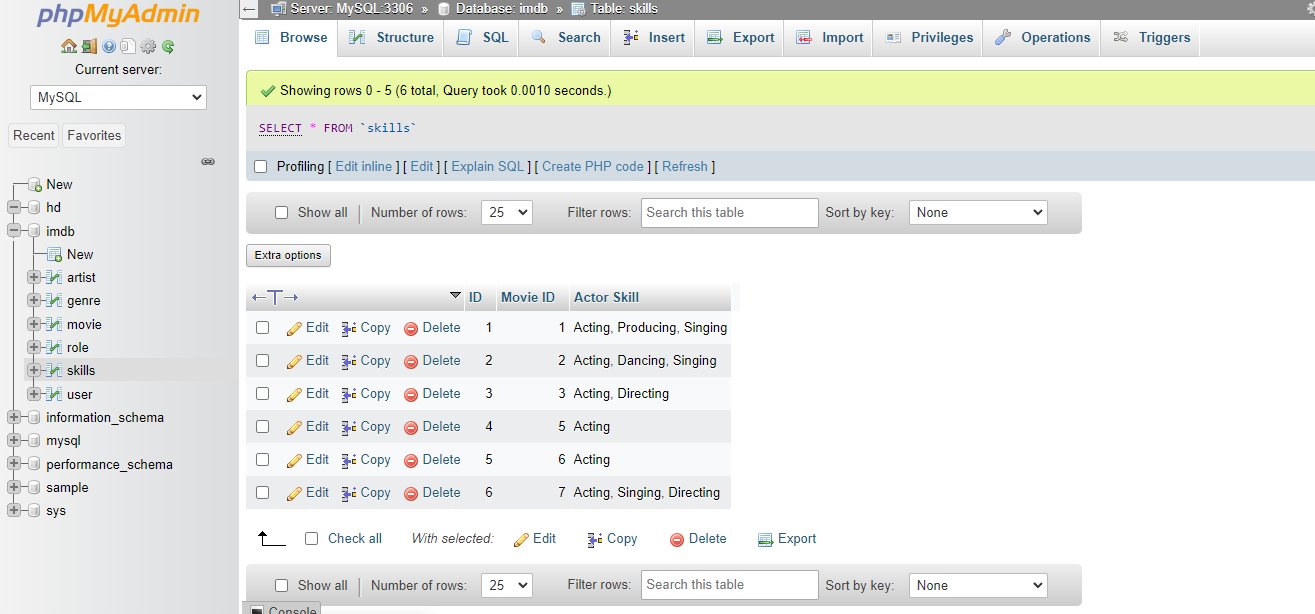 phpMyAdmin
Current server:
MySQL
Recent Favorites
New
hd
imdb
New
artist
genre
movie
role
skills
user
information_schema
mysql
performance_schema
sample
sys
Server: MySQL:3306 » Database: imdb » Table: skills
Browse Structure SQL Search Insert Export Import Privileges Operations Triggers
Showing rows 0 - 5 (6 total, Query took 0.0010 seconds.)
SELECT * FROM `skills`
Profiling [ Edit inline ] [ Edit ] [ Explain SQL ] [ Create PHP code ] [ Refresh ]
Show all | Number of rows: 25 Filter rows: Search this table Sort by key: None
Extra options
←T→ ID Movie ID Actor Skill
Edit Copy Delete 1 1 Acting, Producing, Singing
Edit Copy Delete 2 2 Acting, Dancing, Singing
Edit Copy Delete 3 3 Acting, Directing
Edit Copy Delete 4 5 Acting
Edit Copy Delete 5 6 Acting
Edit Copy Delete 6 7 Acting, Singing, Directing
Check all With selected: Edit Copy Delete Export
Show all | Number of rows: 25 Filter rows: Search this table Sort by key: None
Console